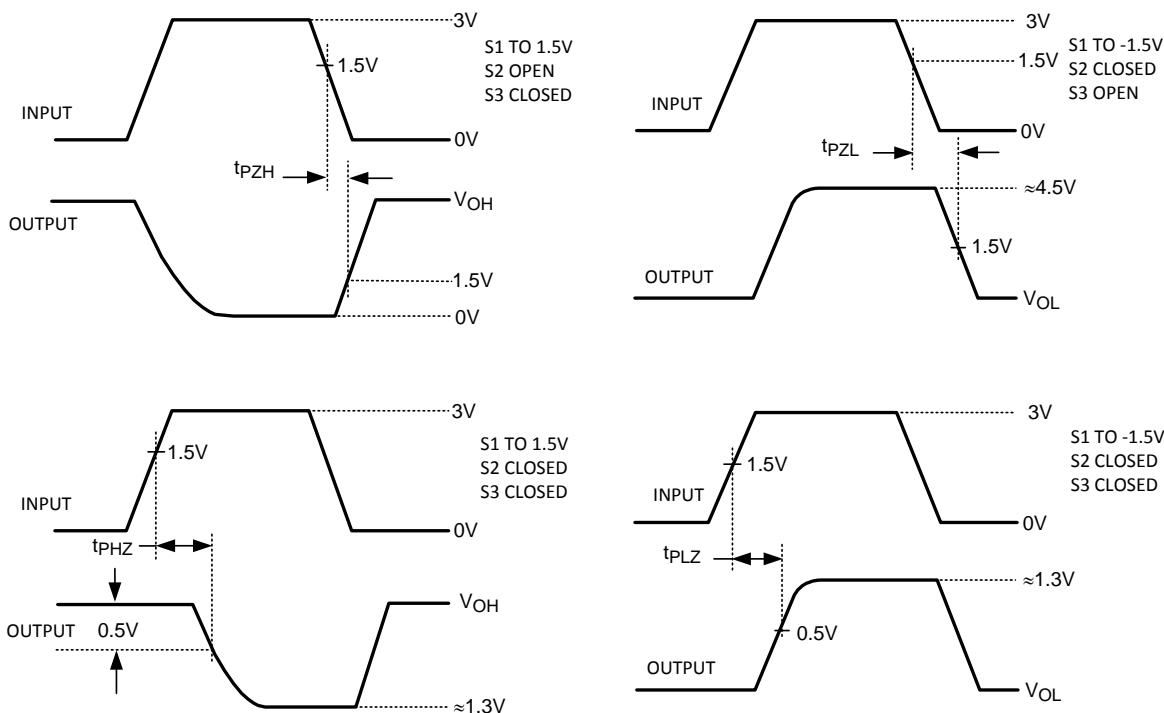 3V
S1 TO 1.5V
S2 OPEN
S3 CLOSED
1.5V
INPUT
0V
tPZH
VOH
OUTPUT
1.5V
0V
3V
S1 TO -1.5V
S2 CLOSED
S3 OPEN
1.5V
INPUT
0V
tPZL
≈4.5V
1.5V
OUTPUT
VOL
3V
S1 TO 1.5V
S2 CLOSED
S3 CLOSED
1.5V
INPUT
0V
tPHZ
VOH
OUTPUT
0.5V
≈1.3V
3V
S1 TO -1.5V
S2 CLOSED
S3 CLOSED
1.5V
INPUT
0V
tPLZ
≈1.3V
0.5V
OUTPUT
VOL